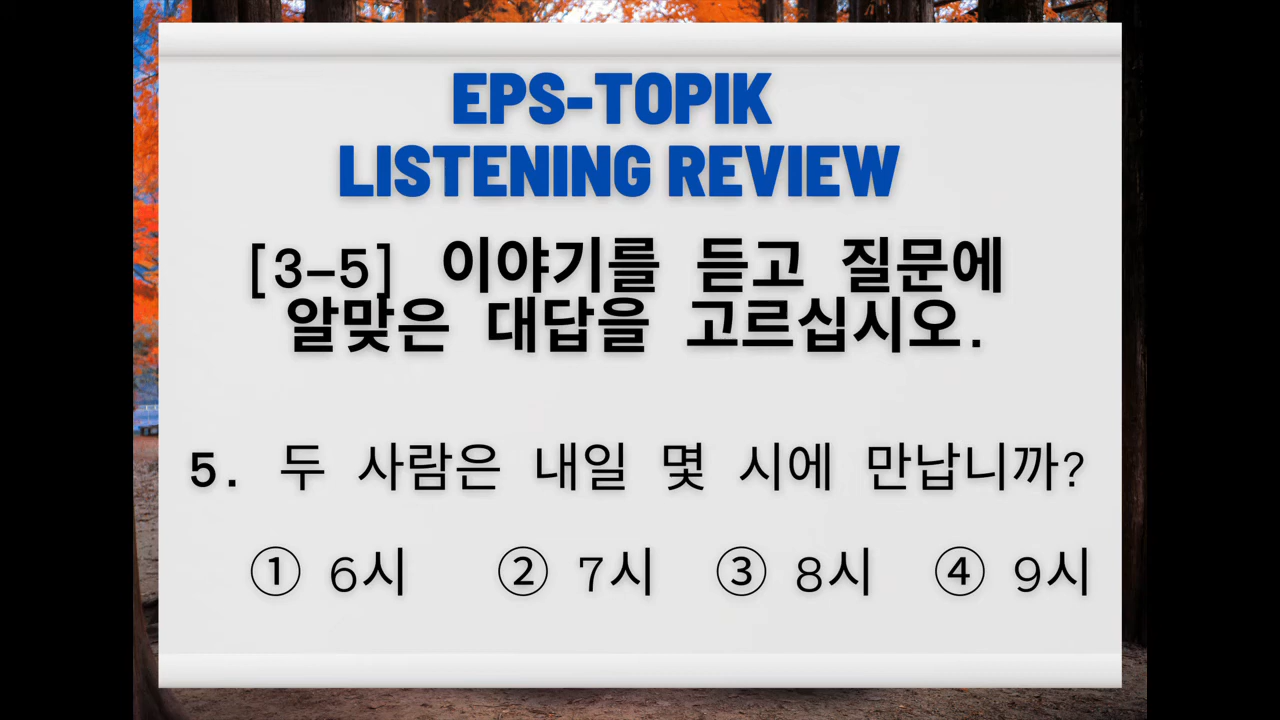 EPS-TOPIK
LISTENING REVIEW
[3-5] 이야기를 듣고 질문에
알맞은 대답을 고르십시오.
5. 두 사람은 내일 몇 시에 만납니까?
① 6시 ② 7시 ③ 8시 ④ 9시